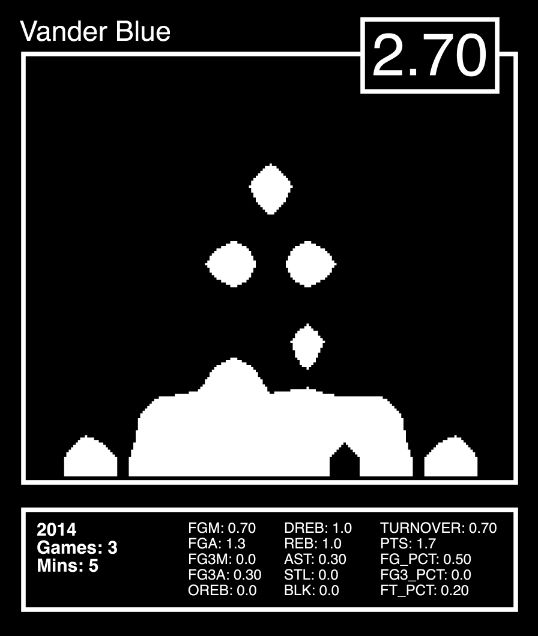 Vander Blue
2.70
2014
Games: 3
Mins: 5
FGM: 0.70
FGA: 1.3
FG3M: 0.0
FG3A: 0.30
OREB: 0.0
DREB: 1.0
REB: 1.0
AST: 0.30
STL: 0.0
BLK: 0.0
TURNOVER: 0.70
PTS: 1.7
FG_PCT: 0.50
FG3_PCT: 0.0
FT_PCT: 0.20